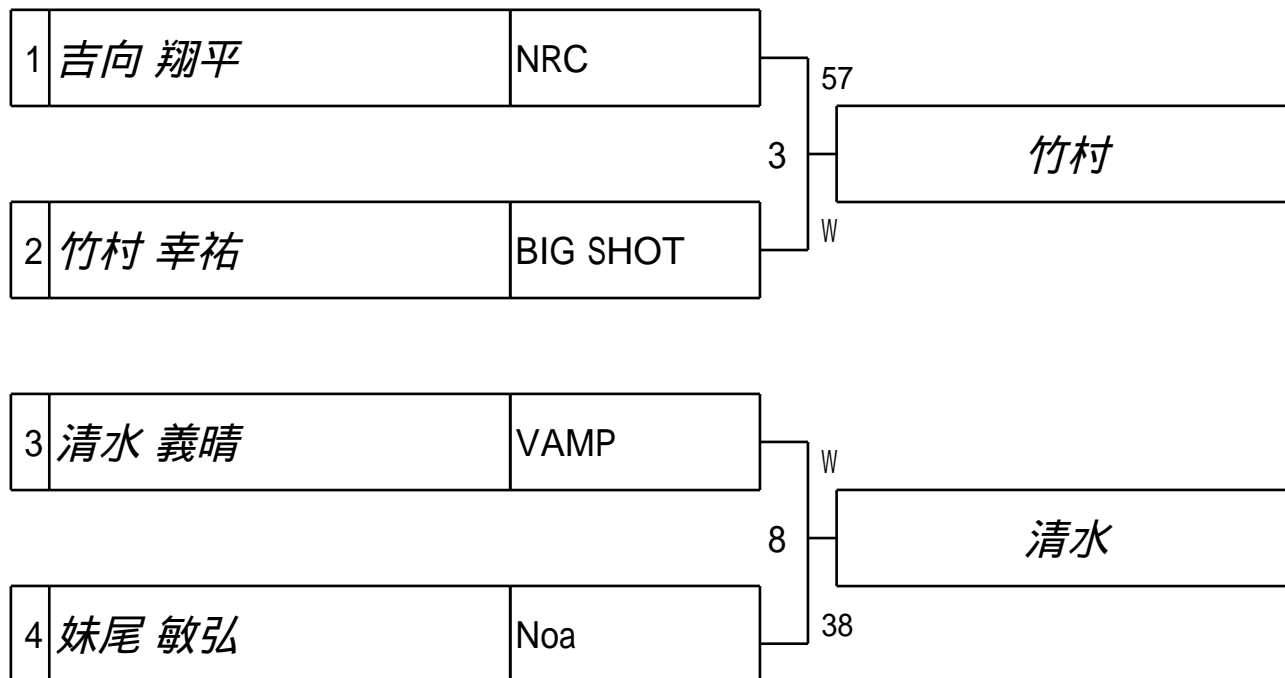 1 吉向 翔平 NRC
57
3 竹村
2 竹村 幸祐 BIG SHOT
W
3 清水 義晴 VAMP
W
8 清水
4 妹尾 敏弘 Noa
38